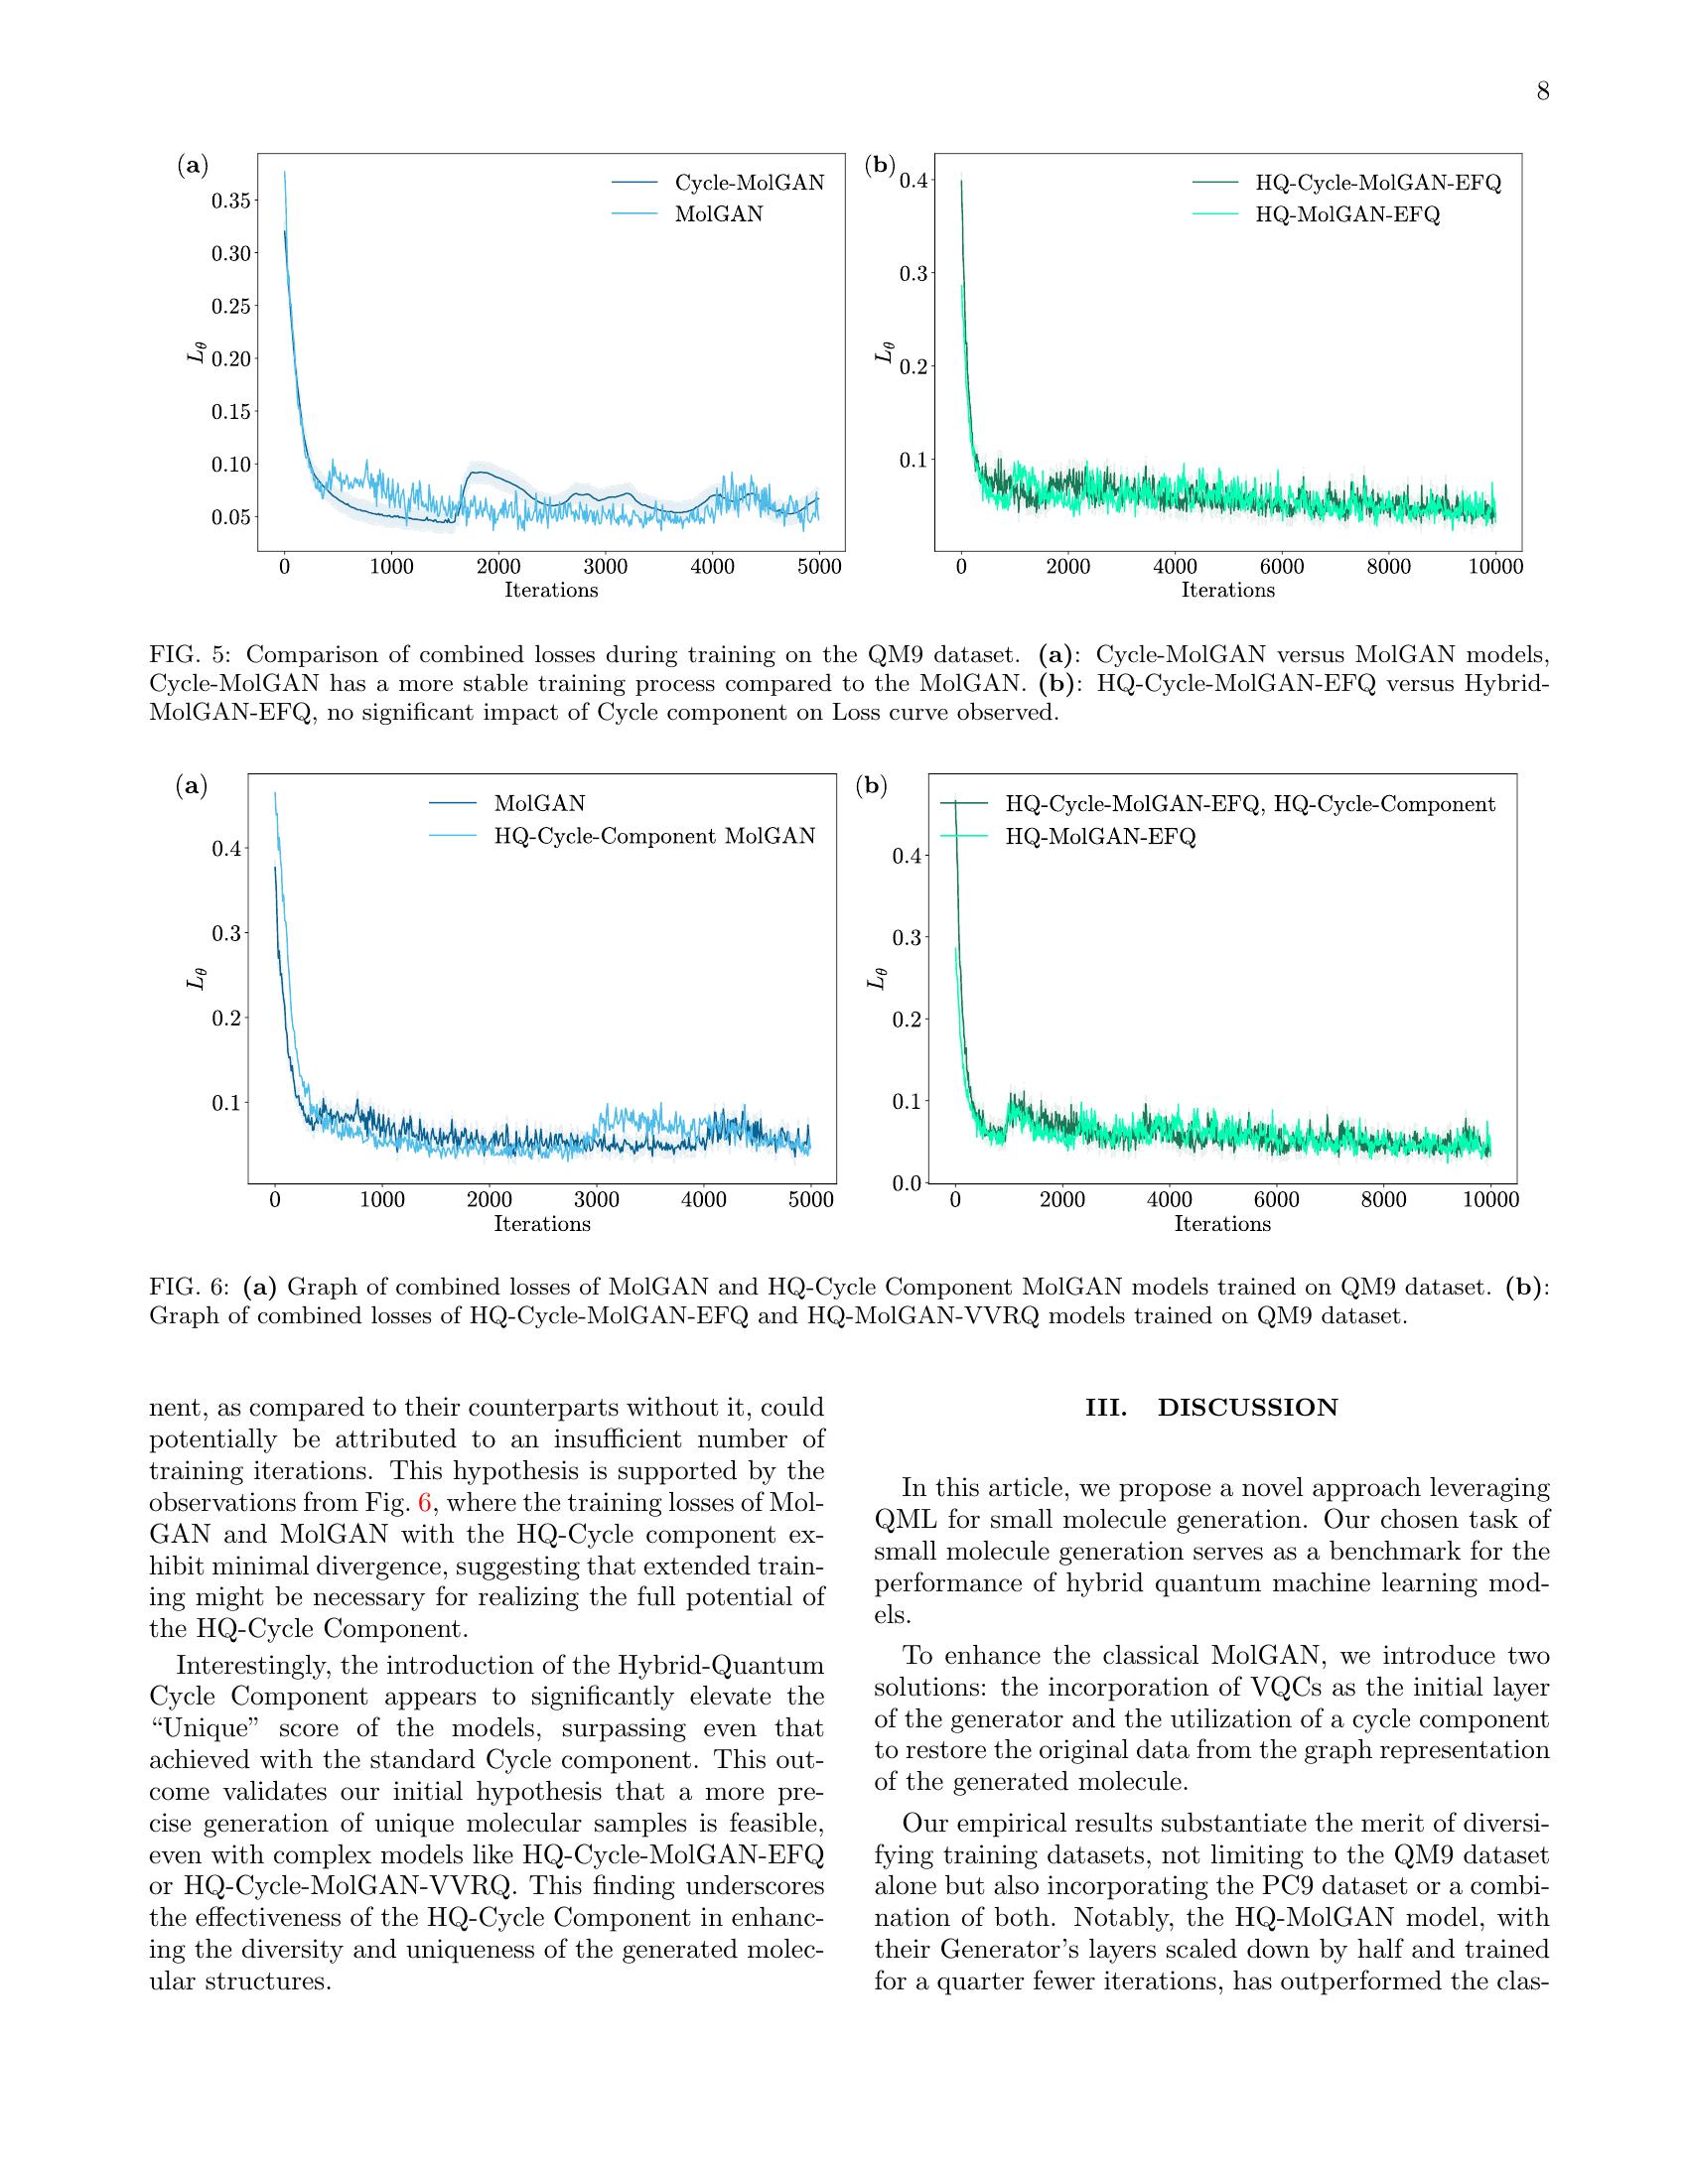 8
(a)
Cycle-MolGAN
MolGAN
0.35
0.30
0.25
0.20
0.15
0.10
0.05
L_θ
0 1000 2000 3000 4000 5000
Iterations
(b)
HQ-Cycle-MolGAN-EFQ
HQ-MolGAN-EFQ
0.4
0.3
0.2
0.1
L_θ
0 2000 4000 6000 8000 10000
Iterations
FIG. 5: Comparison of combined losses during training on the QM9 dataset. (a): Cycle-MolGAN versus MolGAN models,
Cycle-MolGAN has a more stable training process compared to the MolGAN. (b): HQ-Cycle-MolGAN-EFQ versus Hybrid-
MolGAN-EFQ, no significant impact of Cycle component on Loss curve observed.
(a)
MolGAN
HQ-Cycle-Component MolGAN
0.4
0.3
0.2
0.1
L_θ
0 1000 2000 3000 4000 5000
Iterations
(b)
HQ-Cycle-MolGAN-EFQ, HQ-Cycle-Component
HQ-MolGAN-EFQ
0.4
0.3
0.2
0.1
0.0
L_θ
0 2000 4000 6000 8000 10000
Iterations
FIG. 6: (a) Graph of combined losses of MolGAN and HQ-Cycle Component MolGAN models trained on QM9 dataset. (b):
Graph of combined losses of HQ-Cycle-MolGAN-EFQ and HQ-MolGAN-VVRQ models trained on QM9 dataset.
nent, as compared to their counterparts without it, could
potentially be attributed to an insufficient number of
training iterations. This hypothesis is supported by the
observations from Fig. 6, where the training losses of Mol-
GAN and MolGAN with the HQ-Cycle component ex-
hibit minimal divergence, suggesting that extended train-
ing might be necessary for realizing the full potential of
the HQ-Cycle Component.
Interestingly, the introduction of the Hybrid-Quantum
Cycle Component appears to significantly elevate the
“Unique” score of the models, surpassing even that
achieved with the standard Cycle component. This out-
come validates our initial hypothesis that a more pre-
cise generation of unique molecular samples is feasible,
even with complex models like HQ-Cycle-MolGAN-EFQ
or HQ-Cycle-MolGAN-VVRQ. This finding underscores
the effectiveness of the HQ-Cycle Component in enhanc-
ing the diversity and uniqueness of the generated molec-
ular structures.
III. DISCUSSION
In this article, we propose a novel approach leveraging
QML for small molecule generation. Our chosen task of
small molecule generation serves as a benchmark for the
performance of hybrid quantum machine learning mod-
els.
To enhance the classical MolGAN, we introduce two
solutions: the incorporation of VQCs as the initial layer
of the generator and the utilization of a cycle component
to restore the original data from the graph representation
of the generated molecule.
Our empirical results substantiate the merit of diversi-
fying training datasets, not limiting to the QM9 dataset
alone but also incorporating the PC9 dataset or a combi-
nation of both. Notably, the HQ-MolGAN model, with
their Generator’s layers scaled down by half and trained
for a quarter fewer iterations, has outperformed the clas-